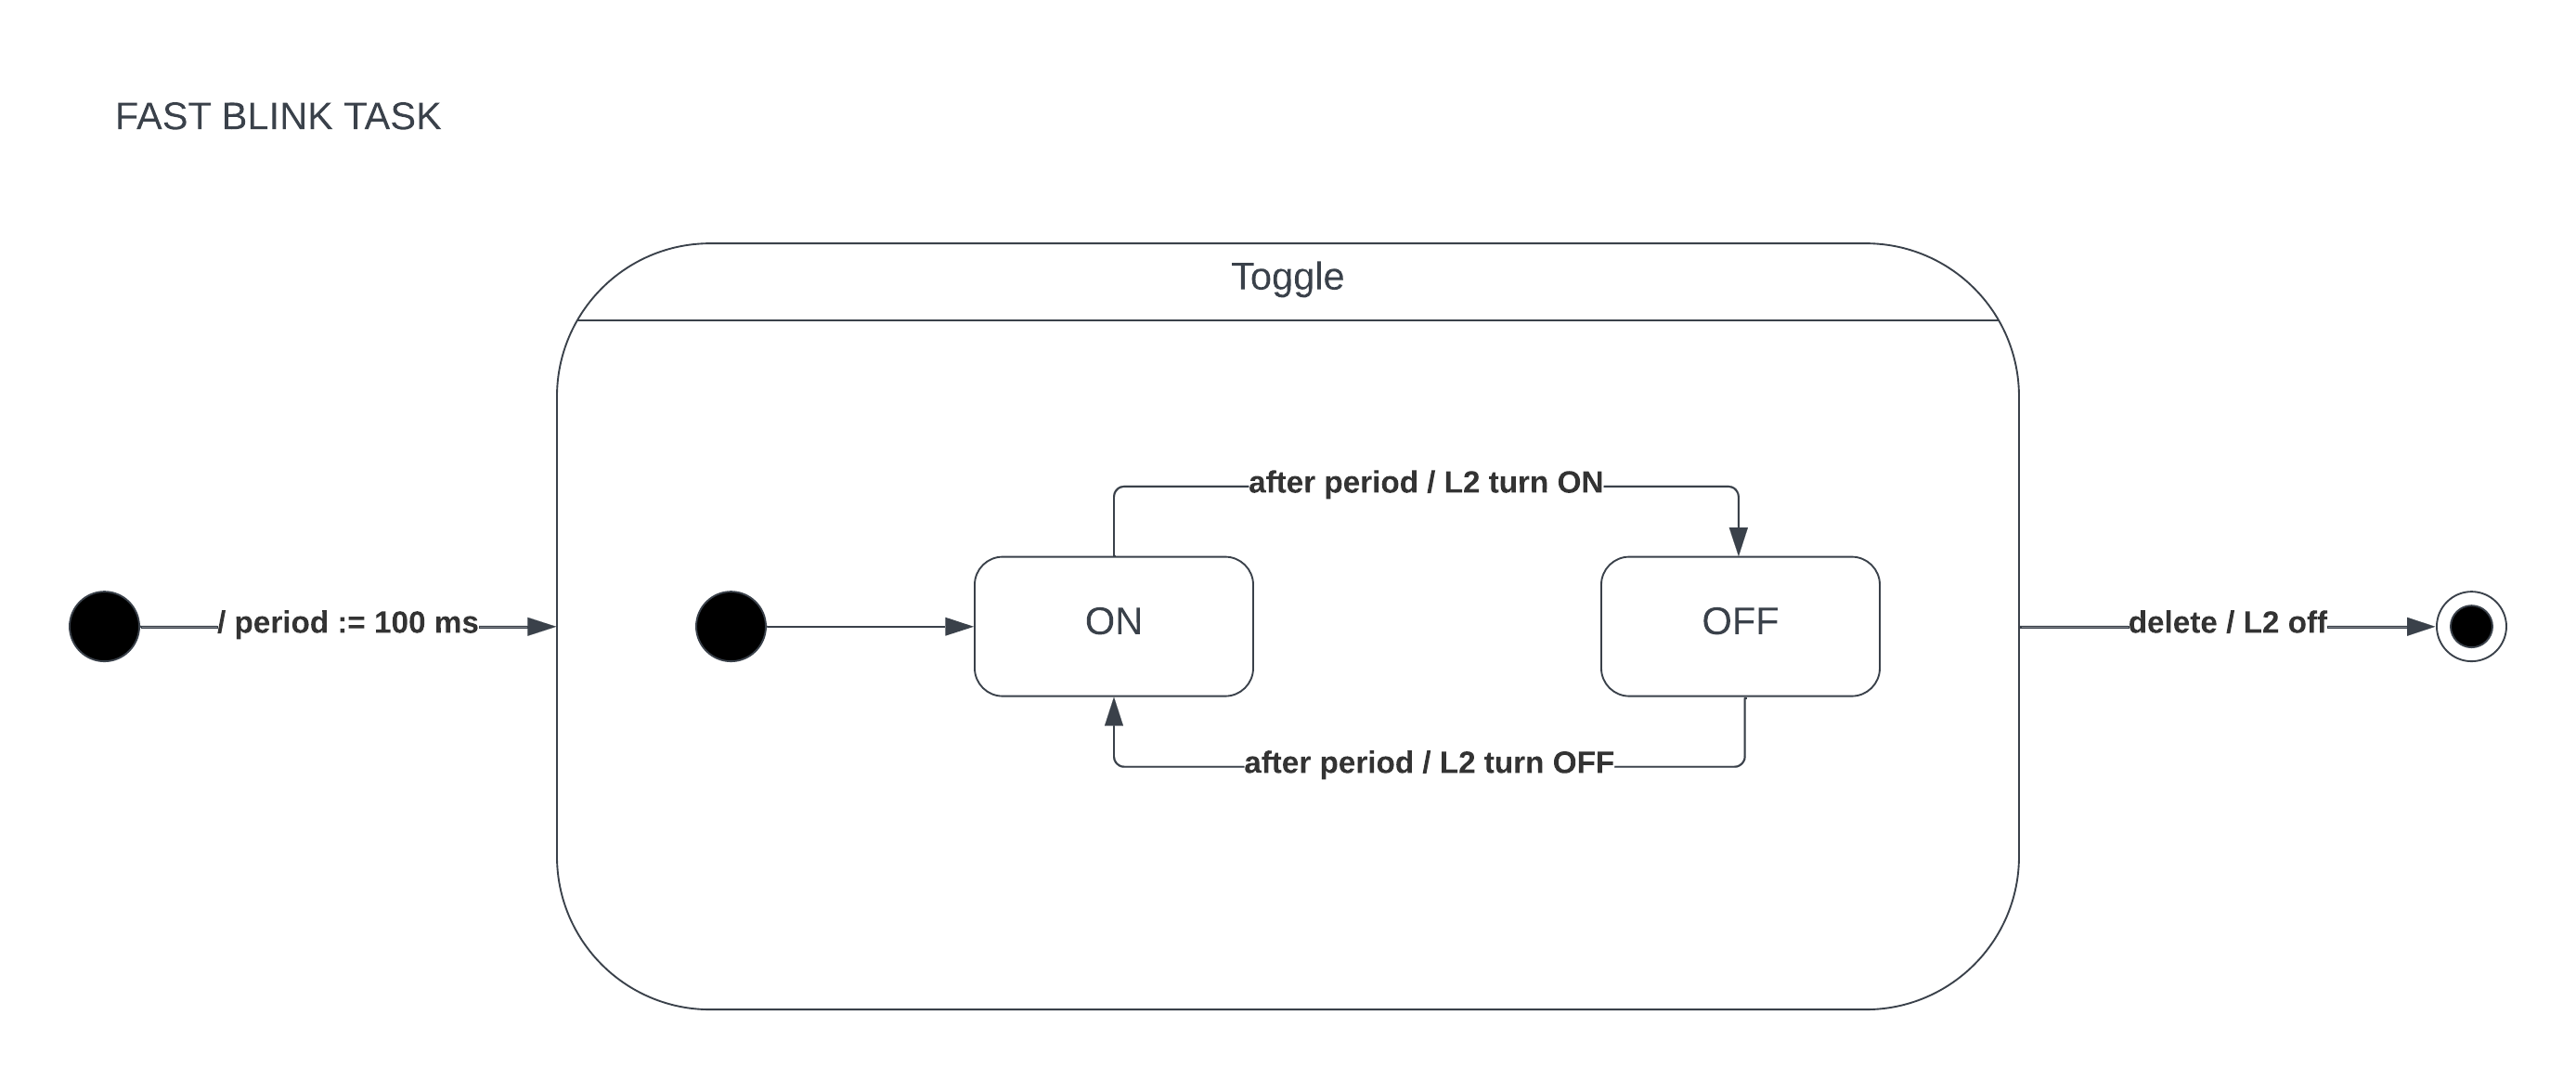 FAST BLINK TASK
Toggle
after period / L2 turn ON
/ period := 100 ms
ON
OFF
delete / L2 off
after period / L2 turn OFF